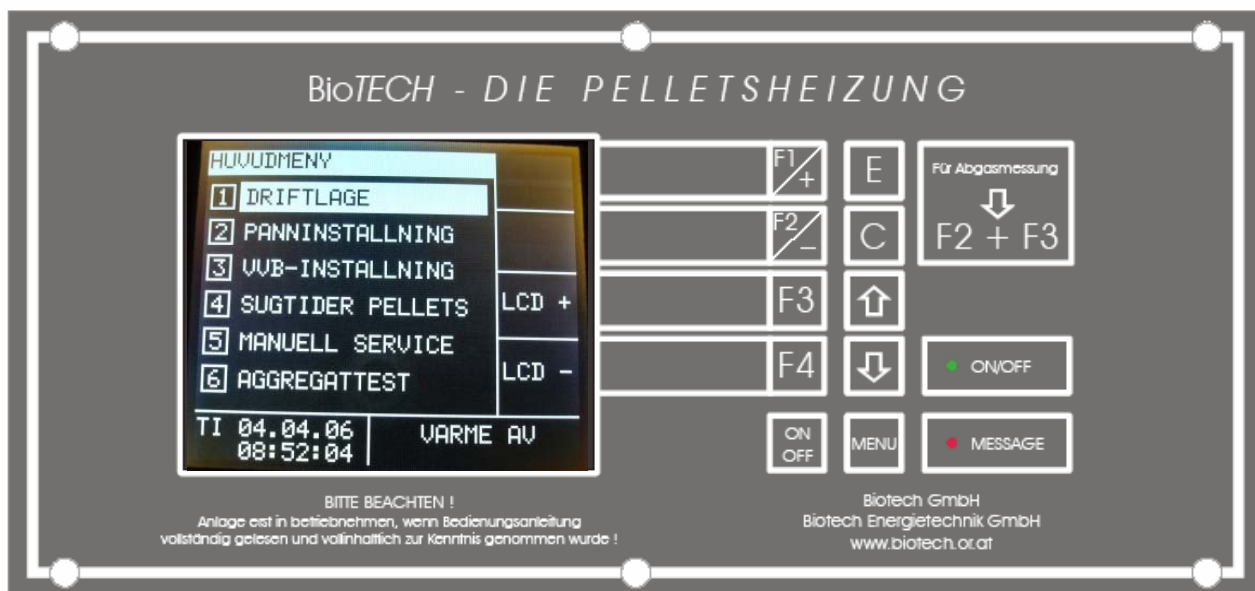 BioTECH - DIE PELLETSHEIZUNG
HUVUDMENY
1 DRIFTLAGE
2 PANNINSTALLNING
3 VVB-INSTALLNING
4 SUGTIDER PELLETS
5 MANUELL SERVICE
6 AGGREGATTEST
LCD +
LCD -
TI 04.04.06
08:52:04
VARME AV
F1/+
E
F2/-
C
F3
F4
ON
OFF
MENU
Für Abgasmessung
F2 + F3
ON/OFF
MESSAGE
BITTE BEACHTEN !
Anlage erst in betriebnehmen, wenn Bedienungsanleitung
vollständig gelesen und vollinhaltlich zur Kenntnis genommen wurde !
Biotech GmbH
Biotech Energietechnik GmbH
www.biotech.or.at